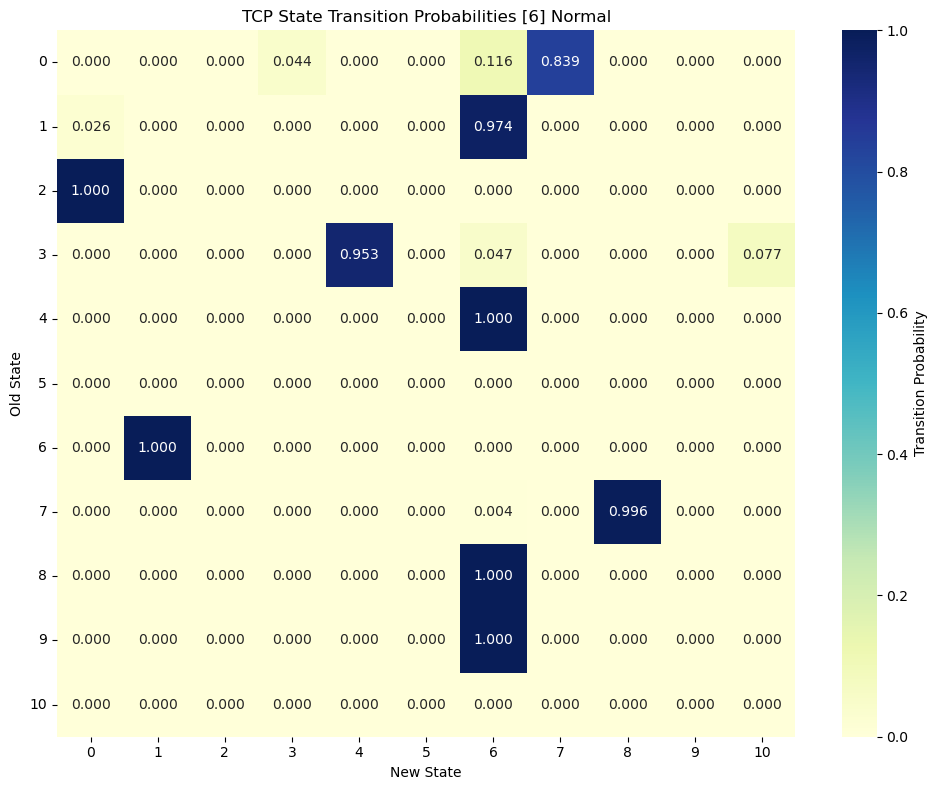 TCP State Transition Probabilities [6] Normal
0 0.000 0.000 0.000 0.044 0.000 0.000 0.116 0.839 0.000 0.000 0.000
1 0.026 0.000 0.000 0.000 0.000 0.000 0.974 0.000 0.000 0.000 0.000
2 1.000 0.000 0.000 0.000 0.000 0.000 0.000 0.000 0.000 0.000 0.000
3 0.000 0.000 0.000 0.000 0.953 0.000 0.047 0.000 0.000 0.000 0.077
4 0.000 0.000 0.000 0.000 0.000 0.000 1.000 0.000 0.000 0.000 0.000
5 0.000 0.000 0.000 0.000 0.000 0.000 0.000 0.000 0.000 0.000 0.000
6 0.000 1.000 0.000 0.000 0.000 0.000 0.000 0.000 0.000 0.000 0.000
7 0.000 0.000 0.000 0.000 0.000 0.000 0.004 0.000 0.996 0.000 0.000
8 0.000 0.000 0.000 0.000 0.000 0.000 1.000 0.000 0.000 0.000 0.000
9 0.000 0.000 0.000 0.000 0.000 0.000 1.000 0.000 0.000 0.000 0.000
10 0.000 0.000 0.000 0.000 0.000 0.000 0.000 0.000 0.000 0.000 0.000
0 1 2 3 4 5 6 7 8 9 10
New State
Old State
1.0
0.8
0.6
0.4
0.2
0.0
Transition Probability